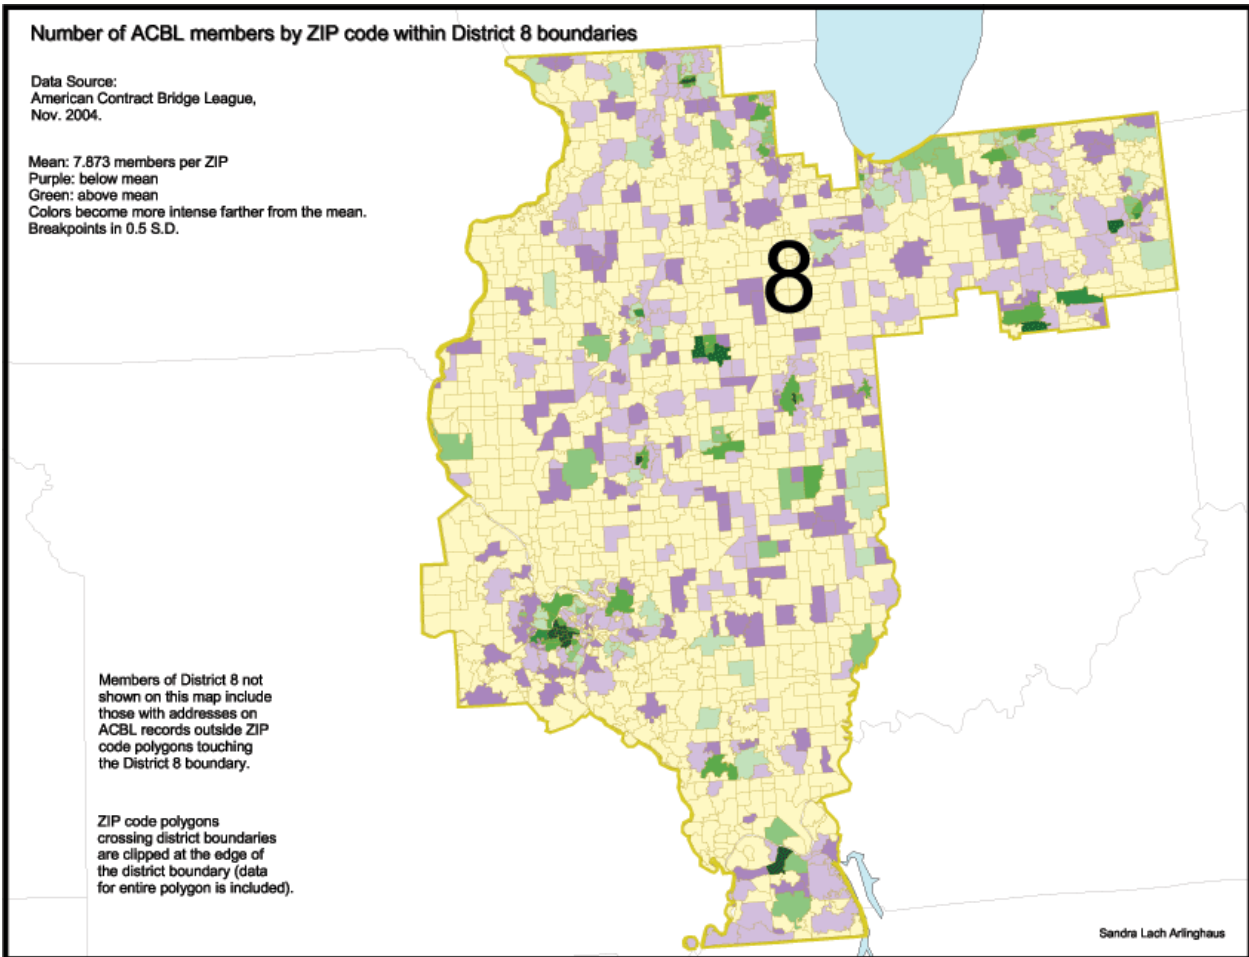 Number of ACBL members by ZIP code within District 8 boundaries
Data Source:
American Contract Bridge League,
Nov. 2004.
Mean: 7.873 members per ZIP
Purple: below mean
Green: above mean
Colors become more intense farther from the mean.
Breakpoints in 0.5 S.D.
8
Members of District 8 not
shown on this map include
those with addresses on
ACBL records outside ZIP
code polygons touching
the District 8 boundary.
ZIP code polygons
crossing district boundaries
are clipped at the edge of
the district boundary (data
for entire polygon is included).
Sandra Lach Arlinghaus